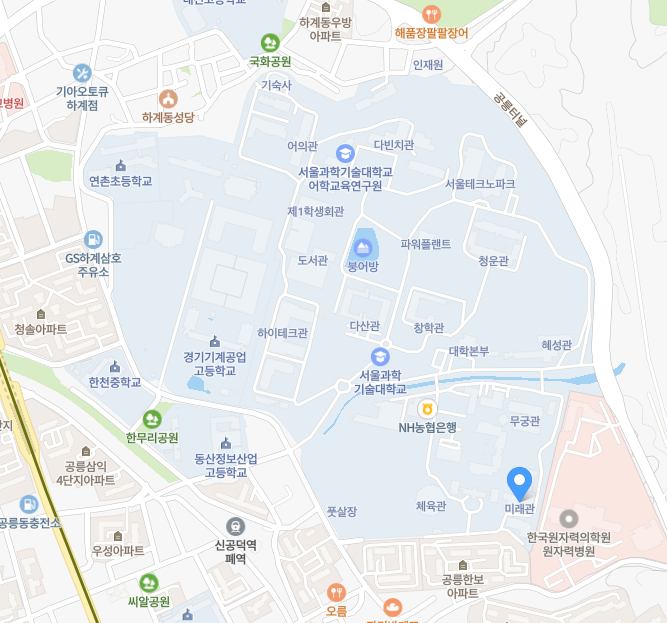 대진고등학교
하계동우방
아파트
해품장팔팔장어
국화공원
인재원
기아오토큐
하계점
기숙사
공릉터널
병원
하계동성당
어의관
다빈치관
서울과학기술대학교
어학교육연구원
연촌초등학교
서울테크노파크
제1학생회관
GS하계삼호
주유소
도서관
붕어방
파워플랜트
청운관
청솔아파트
하이테크관
다산관
창학관
경기기계공업
고등학교
대학본부
혜성관
한천중학교
서울과학
기술대학교
한무리공원
NH농협은행
무궁관
단지
공릉삼익
4단지아파트
동산정보산업
고등학교
공릉동충전소
풋살장
체육관
미래관
우성아파트
신공덕역
폐역
한국원자력의학원
원자력병원
공릉한보
아파트
씨알공원
오름